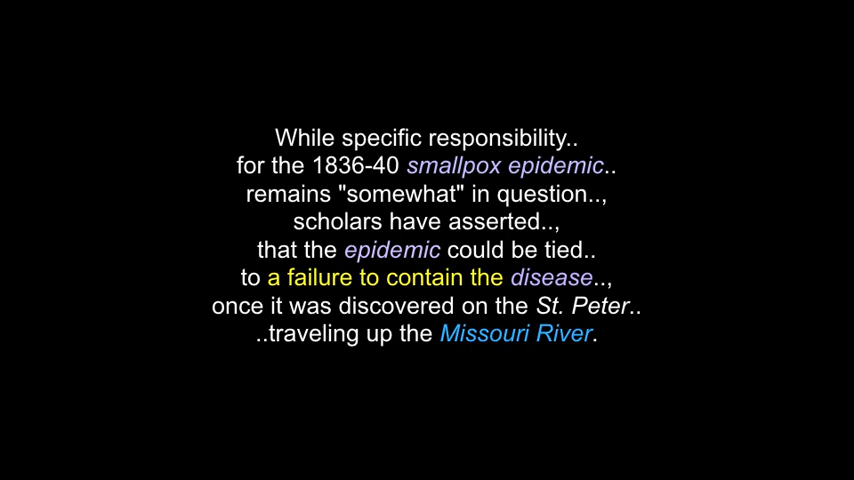 While specific responsibility..
for the 1836-40 smallpox epidemic..
remains "somewhat" in question..,
scholars have asserted..,
that the epidemic could be tied..
to a failure to contain the disease..,
once it was discovered on the St. Peter..
..traveling up the Missouri River.